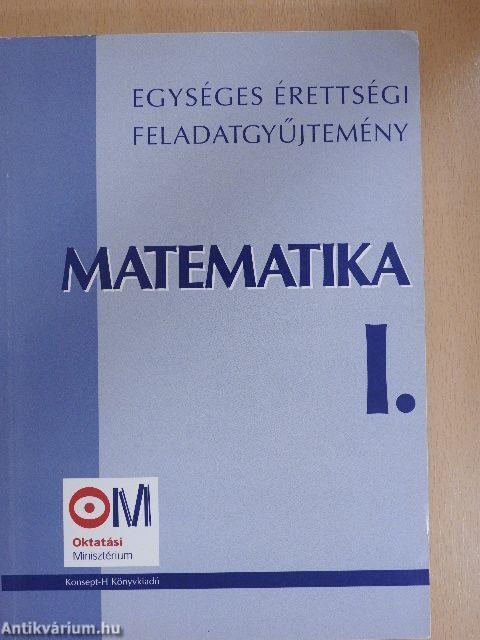 EGYSÉGES ÉRETTSÉGI
FELADATGYŰJTEMÉNY
MATEMATIKA
I.
OM
Oktatási
Minisztérium
Konsept-H Könyvkiadó
Antikvárium.hu